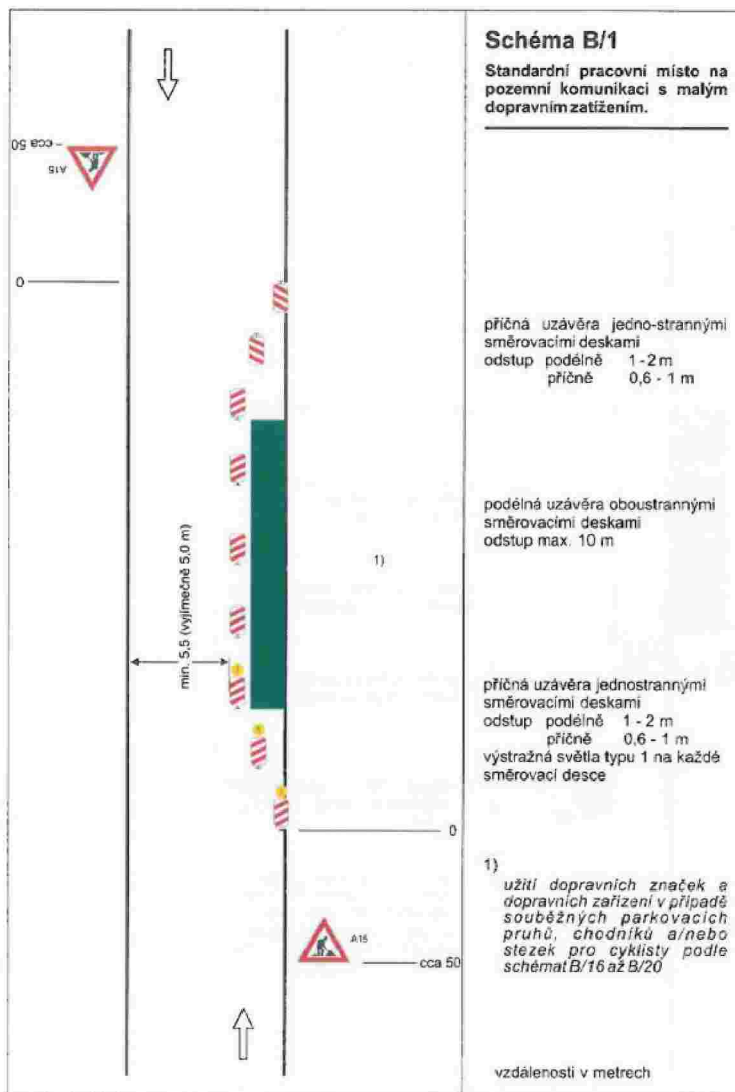 Schéma B/1
Standardní pracovní místo na
pozemní komunikaci s malým
dopravním zatížením.
cca 50
A15
0
příčná uzávěra jedno-strannými
směrovacími deskami
odstup podélně 1-2 m
příčně 0,6 - 1 m
podélná uzávěra oboustrannými
směrovacími deskami
odstup max. 10 m
min. 5,5 (vyjímečně 5,0 m)
1)
příčná uzávěra jednostrannými
směrovacími deskami
odstup podélně 1 - 2 m
příčně 0,6 - 1 m
výstražná světla typu 1 na každé
směrovací desce
0
A15
cca 50
1)
užití dopravních značek a
dopravních zařízení v případě
souběžných parkovacích
pruhů, chodníků a/nebo
stezek pro cyklisty podle
schémat B/16 až B/20
vzdálenosti v metrech